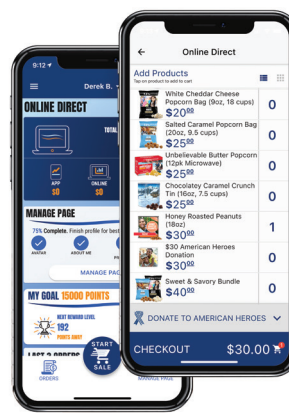 9:12
Derek B.
ONLINE DIRECT
TOTAL
APP
$0
ONLINE
$0
MANAGE PAGE
75% Complete. Finish profile for best
AVATAR
ABOUT ME
MANAGE PAG
MY GOAL 15000 POINTS
NEXT REWARD LEVEL
192
POINTS AWAY
LAST 3 ORDERS
START
SALE
ORDERS
MANAGE PAGE
Online Direct
Add Products
Tap on product to add to cart
White Cheddar Cheese
Popcorn Bag (9oz, 18 cups)
$20.00
0
Salted Caramel Popcorn Bag
(20oz, 9.5 cups)
$25.00
0
Unbelievable Butter Popcorn
(12pk Microwave)
$25.00
0
Chocolatey Caramel Crunch
Tin (16oz, 7.5 cups)
$25.00
0
Honey Roasted Peanuts
(18oz)
$30.00
1
$30 American Heroes
Donation
$30.00
0
Sweet & Savory Bundle
$40.00
0
DONATE TO AMERICAN HEROES
CHECKOUT
$30.00